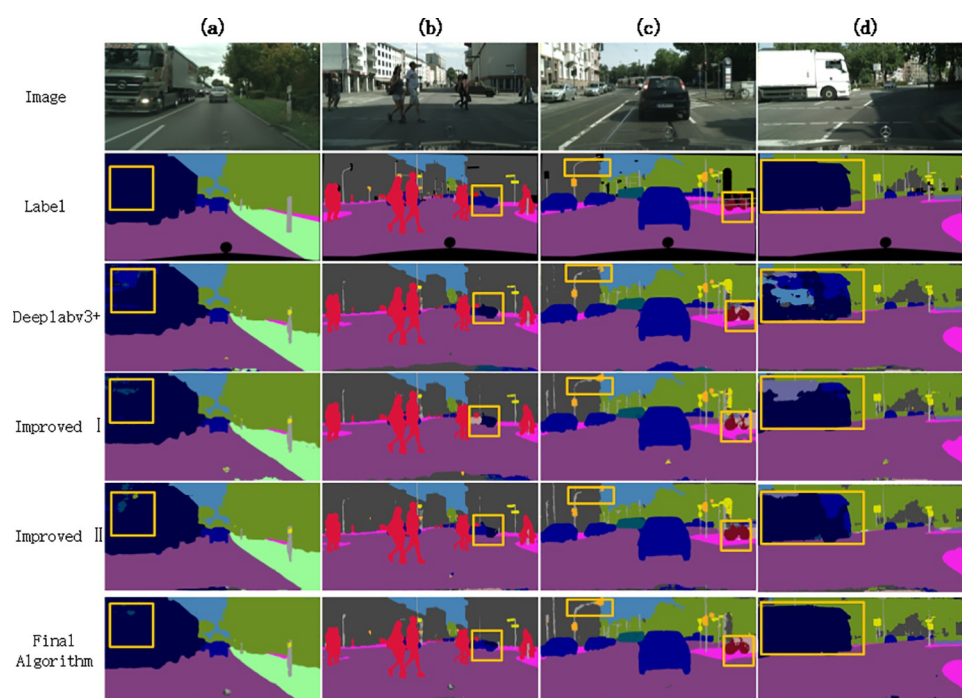 (a) (b) (c) (d)
Image
Label
Deeplabv3+
Improved Ⅰ
Improved Ⅱ
Final
Algorithm